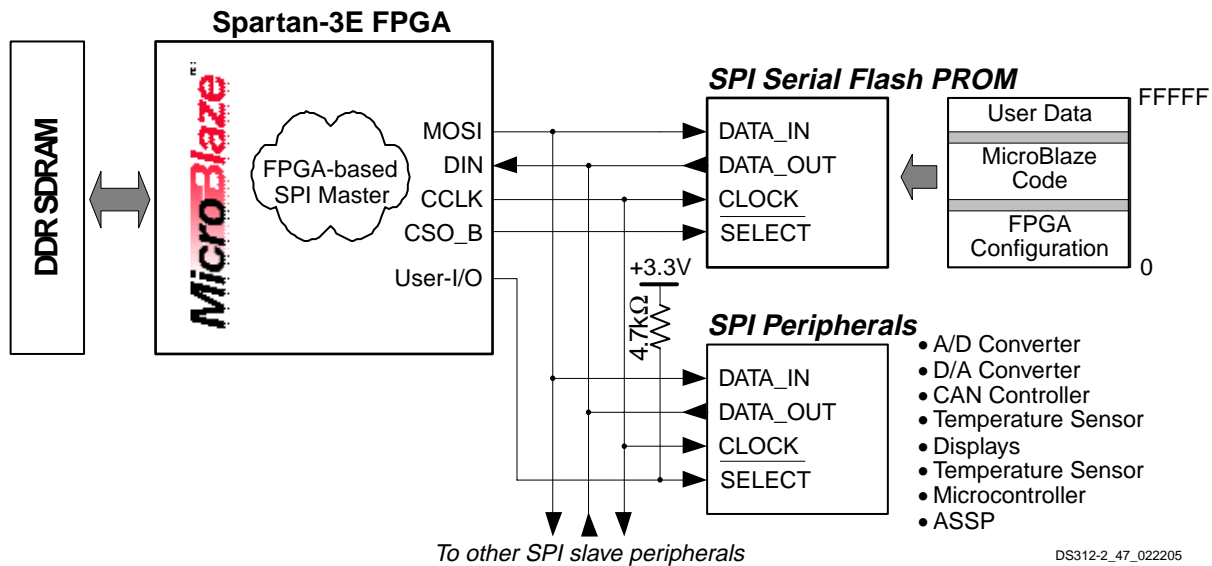 Spartan-3E FPGA
DDR SDRAM
MicroBlaze™
FPGA-based
SPI Master
MOSI
DIN
CCLK
CSO_B
User-I/O
SPI Serial Flash PROM
DATA_IN
DATA_OUT
CLOCK
SELECT
User Data
MicroBlaze
Code
FPGA
Configuration
FFFFF
0
+3.3V
4.7kΩ
SPI Peripherals
DATA_IN
DATA_OUT
CLOCK
SELECT
• A/D Converter
• D/A Converter
• CAN Controller
• Temperature Sensor
• Displays
• Temperature Sensor
• Microcontroller
• ASSP
To other SPI slave peripherals
DS312-2_47_022205